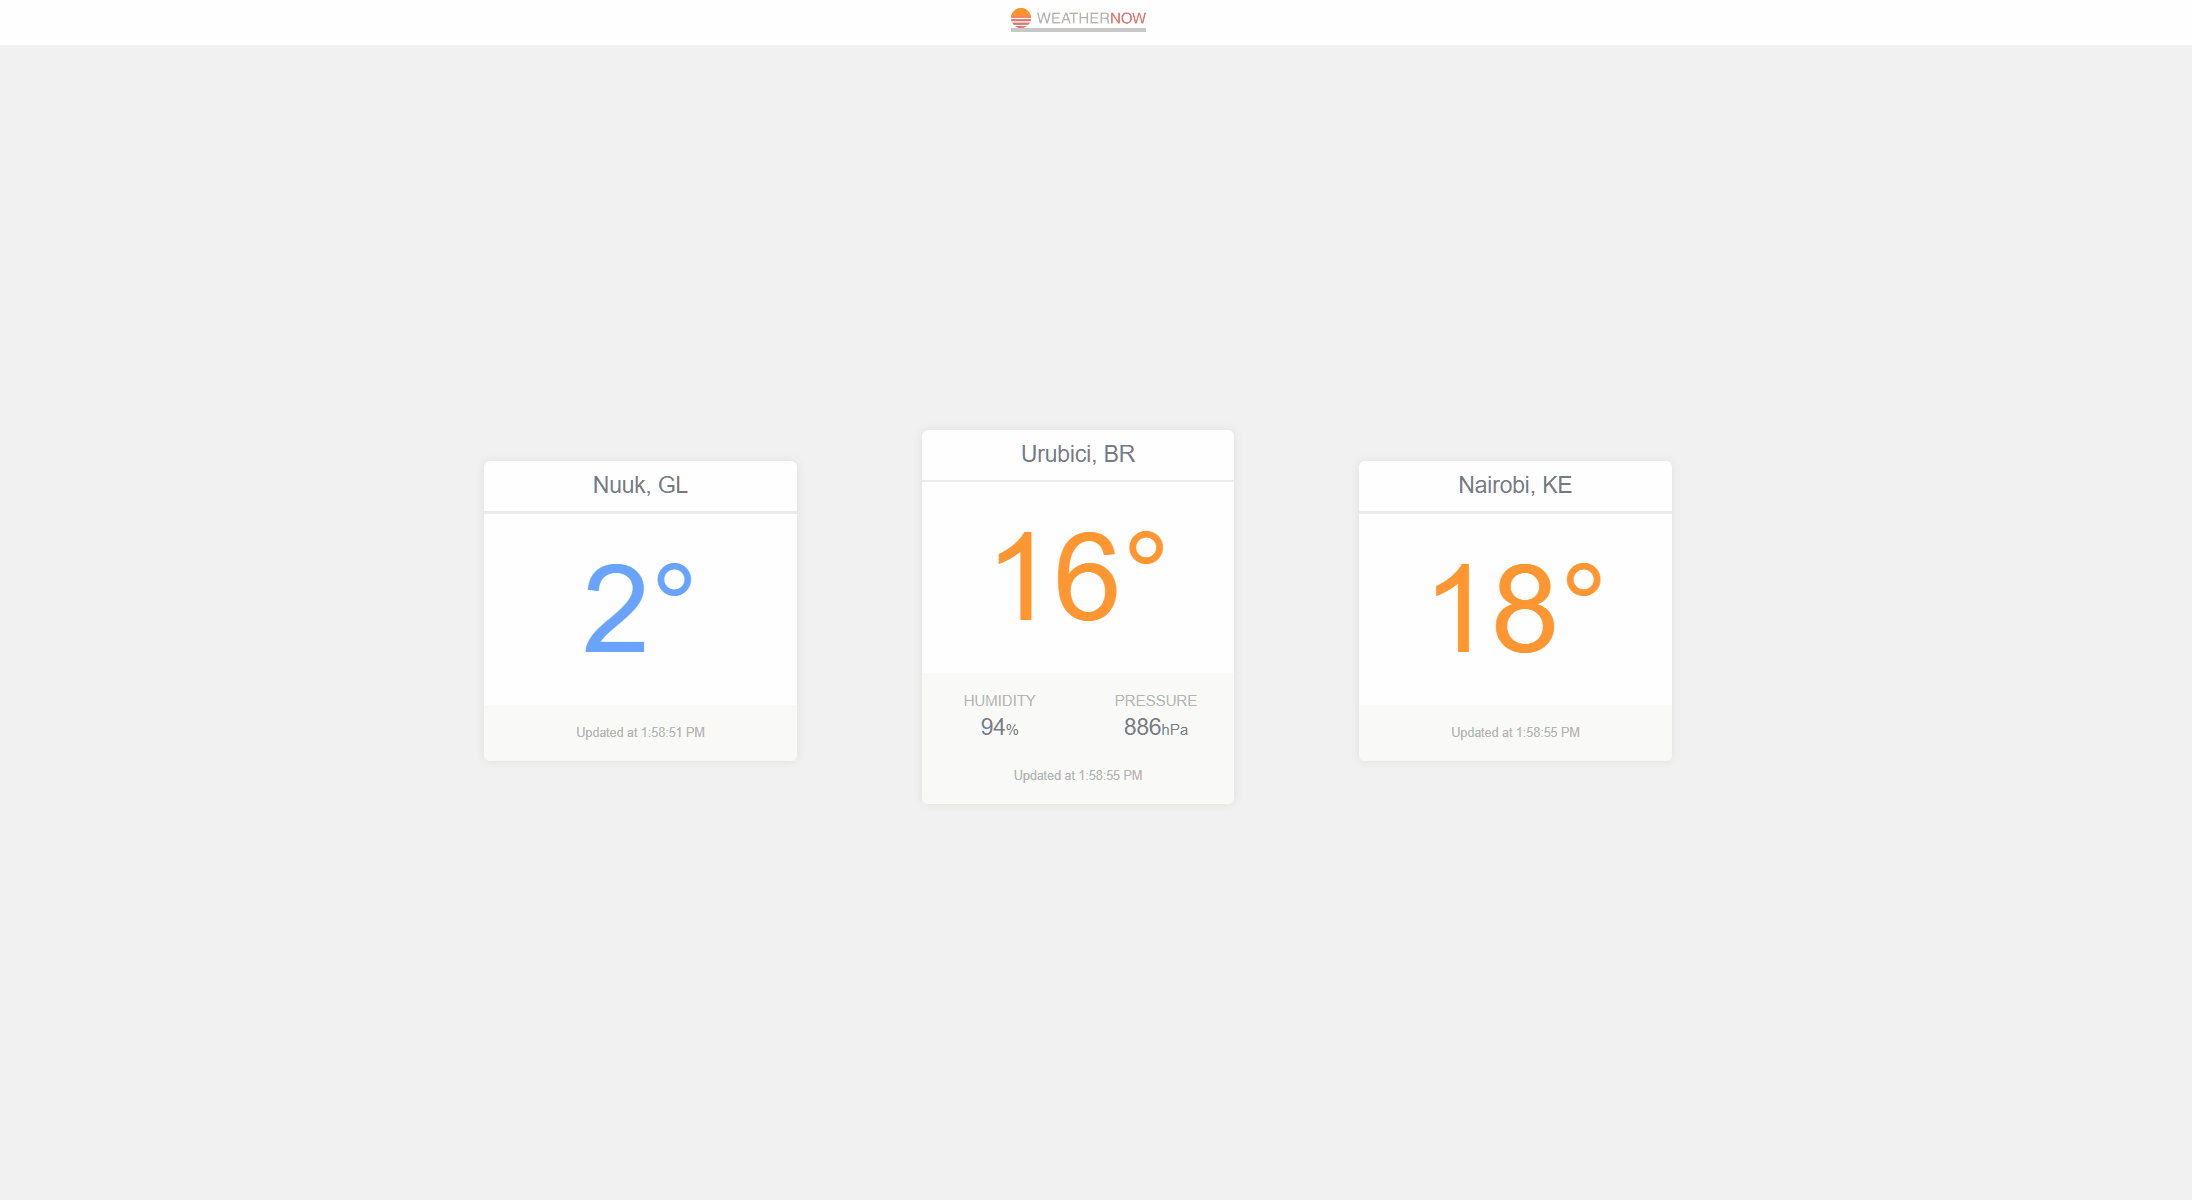 WEATHERNOW
Nuuk, GL
2°
Updated at 1:58:51 PM
Urubici, BR
16°
HUMIDITY
94%
PRESSURE
886hPa
Updated at 1:58:55 PM
Nairobi, KE
18°
Updated at 1:58:55 PM